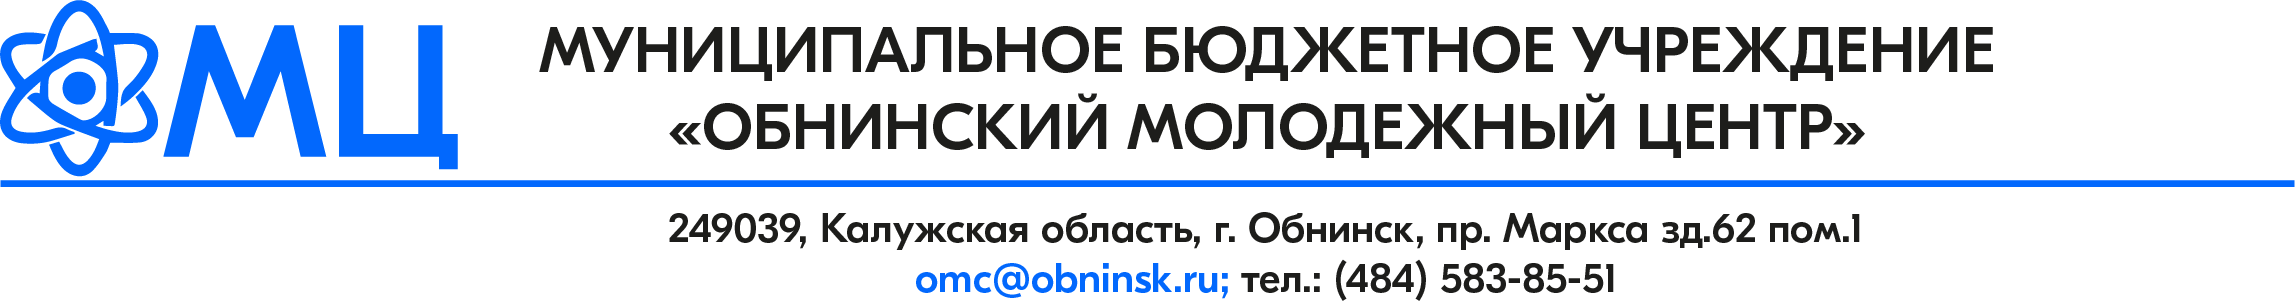 ОМЦ
МУНИЦИПАЛЬНОЕ БЮДЖЕТНОЕ УЧРЕЖДЕНИЕ
«ОБНИНСКИЙ МОЛОДЕЖНЫЙ ЦЕНТР»
249039, Калужская область, г. Обнинск, пр. Маркса зд.62 пом.1
omc@obninsk.ru; тел.: (484) 583-85-51